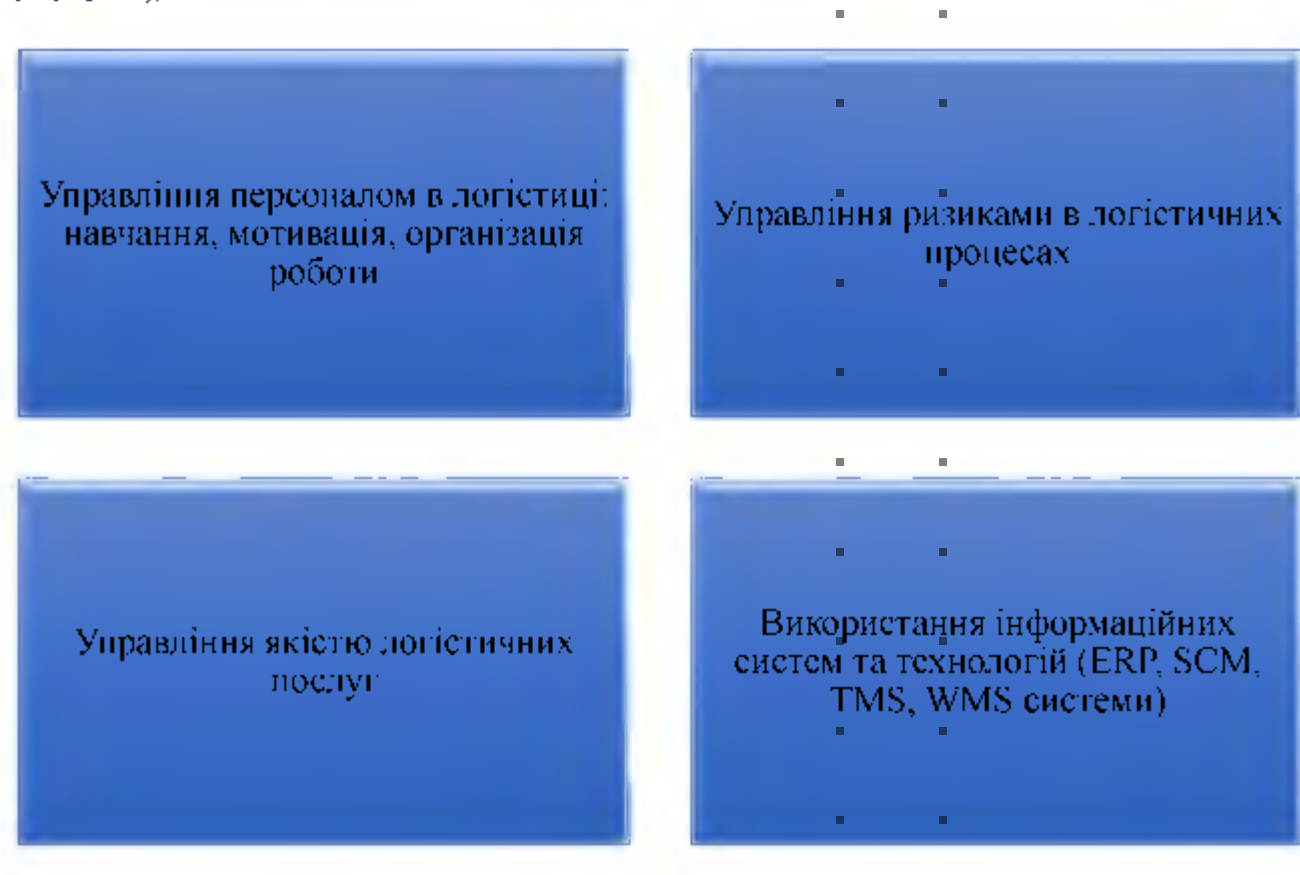 Управління персоналом в логістиці:
навчання, мотивація, організація
роботи
Управління ризиками в логістичних
процесах
Управління якістю логістичних
послуг
Використання інформаційних
систем та технологій (ERP, SCM,
TMS, WMS системи)